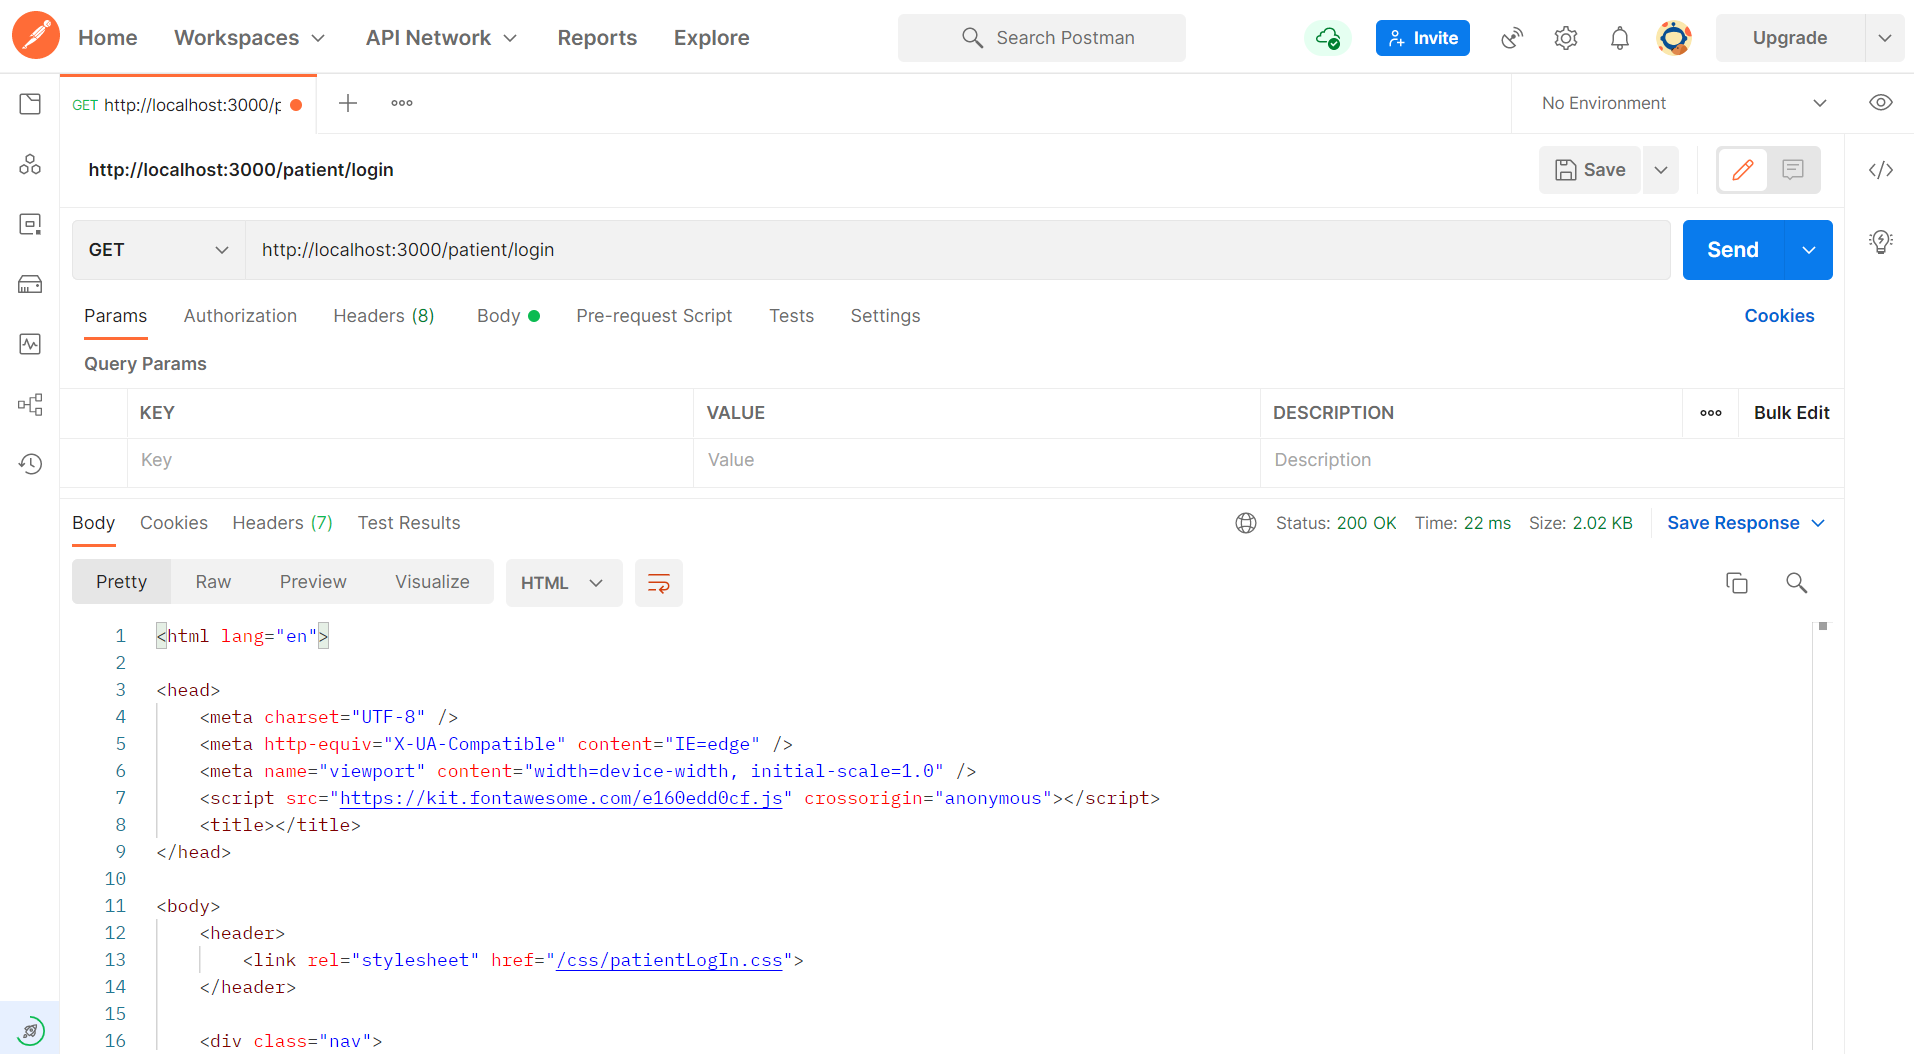 Home Workspaces API Network Reports Explore Search Postman Invite Upgrade
GET http://localhost:3000/p No Environment
http://localhost:3000/patient/login Save
GET http://localhost:3000/patient/login Send
Params Authorization Headers (8) Body Pre-request Script Tests Settings Cookies
Query Params
KEY VALUE DESCRIPTION Bulk Edit
Key Value Description
Body Cookies Headers (7) Test Results Status: 200 OK Time: 22 ms Size: 2.02 KB Save Response
Pretty Raw Preview Visualize HTML
1 <html lang="en">
2
3 <head>
4 <meta charset="UTF-8" />
5 <meta http-equiv="X-UA-Compatible" content="IE=edge" />
6 <meta name="viewport" content="width=device-width, initial-scale=1.0" />
7 <script src="https://kit.fontawesome.com/e160edd0cf.js" crossorigin="anonymous"></script>
8 <title></title>
9 </head>
10
11 <body>
12 <header>
13 <link rel="stylesheet" href="/css/patientLogIn.css">
14 </header>
15
16 <div class="nav">